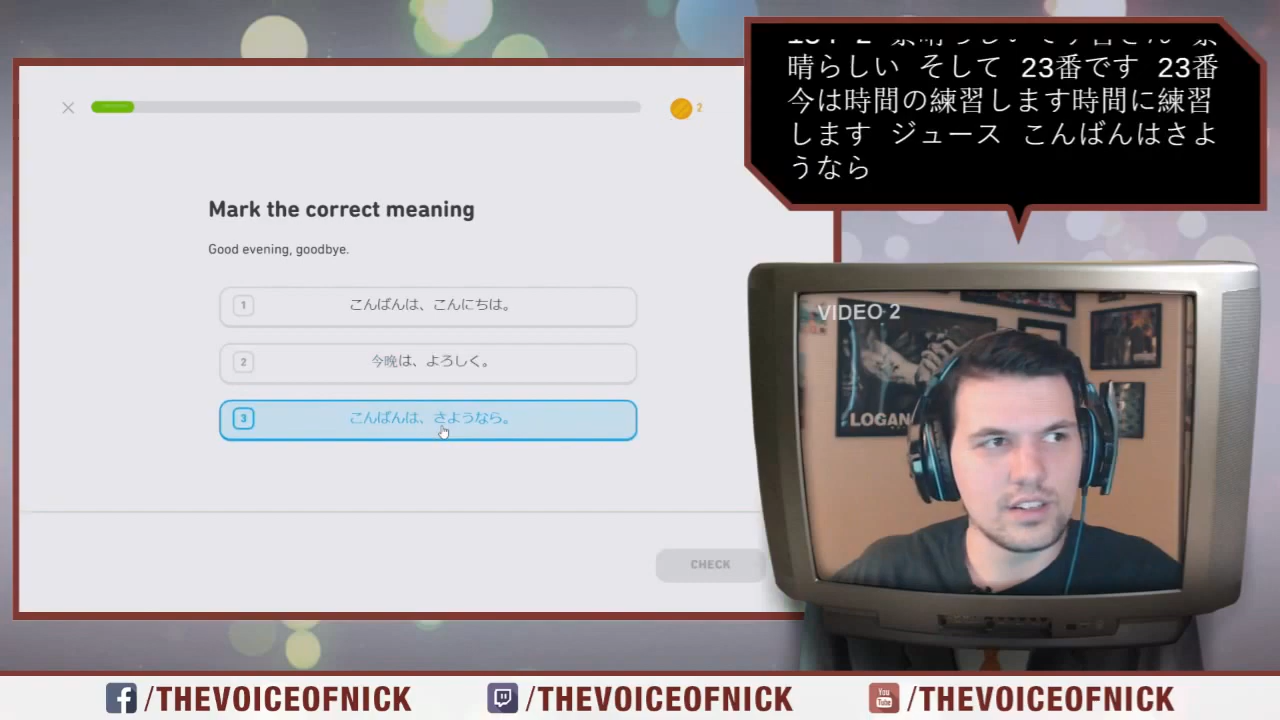 2
Mark the correct meaning
Good evening, goodbye.
1 こんばんは、こんにちは。
2 今晩は、よろしく。
3 こんばんは、さようなら。
CHECK
晴らしい そして 23番です 23番
今は時間の練習します時間に練習
します ジュース こんばんはさよ
うなら
VIDEO 2
LOGAN
/THEVOICEOFNICK
/THEVOICEOFNICK
You Tube /THEVOICEOFNICK